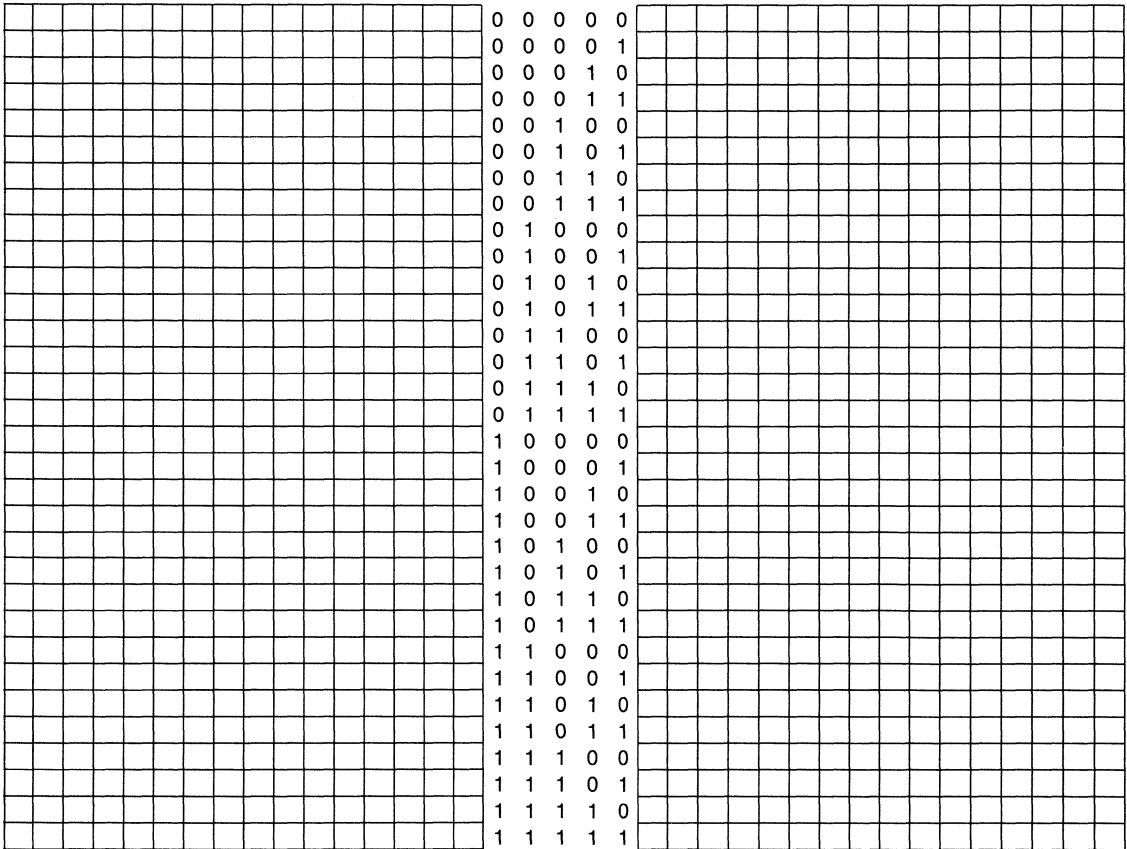 0 0 0 0 0
0 0 0 0 1
0 0 0 1 0
0 0 0 1 1
0 0 1 0 0
0 0 1 0 1
0 0 1 1 0
0 0 1 1 1
0 1 0 0 0
0 1 0 0 1
0 1 0 1 0
0 1 0 1 1
0 1 1 0 0
0 1 1 0 1
0 1 1 1 0
0 1 1 1 1
1 0 0 0 0
1 0 0 0 1
1 0 0 1 0
1 0 0 1 1
1 0 1 0 0
1 0 1 0 1
1 0 1 1 0
1 0 1 1 1
1 1 0 0 0
1 1 0 0 1
1 1 0 1 0
1 1 0 1 1
1 1 1 0 0
1 1 1 0 1
1 1 1 1 0
1 1 1 1 1